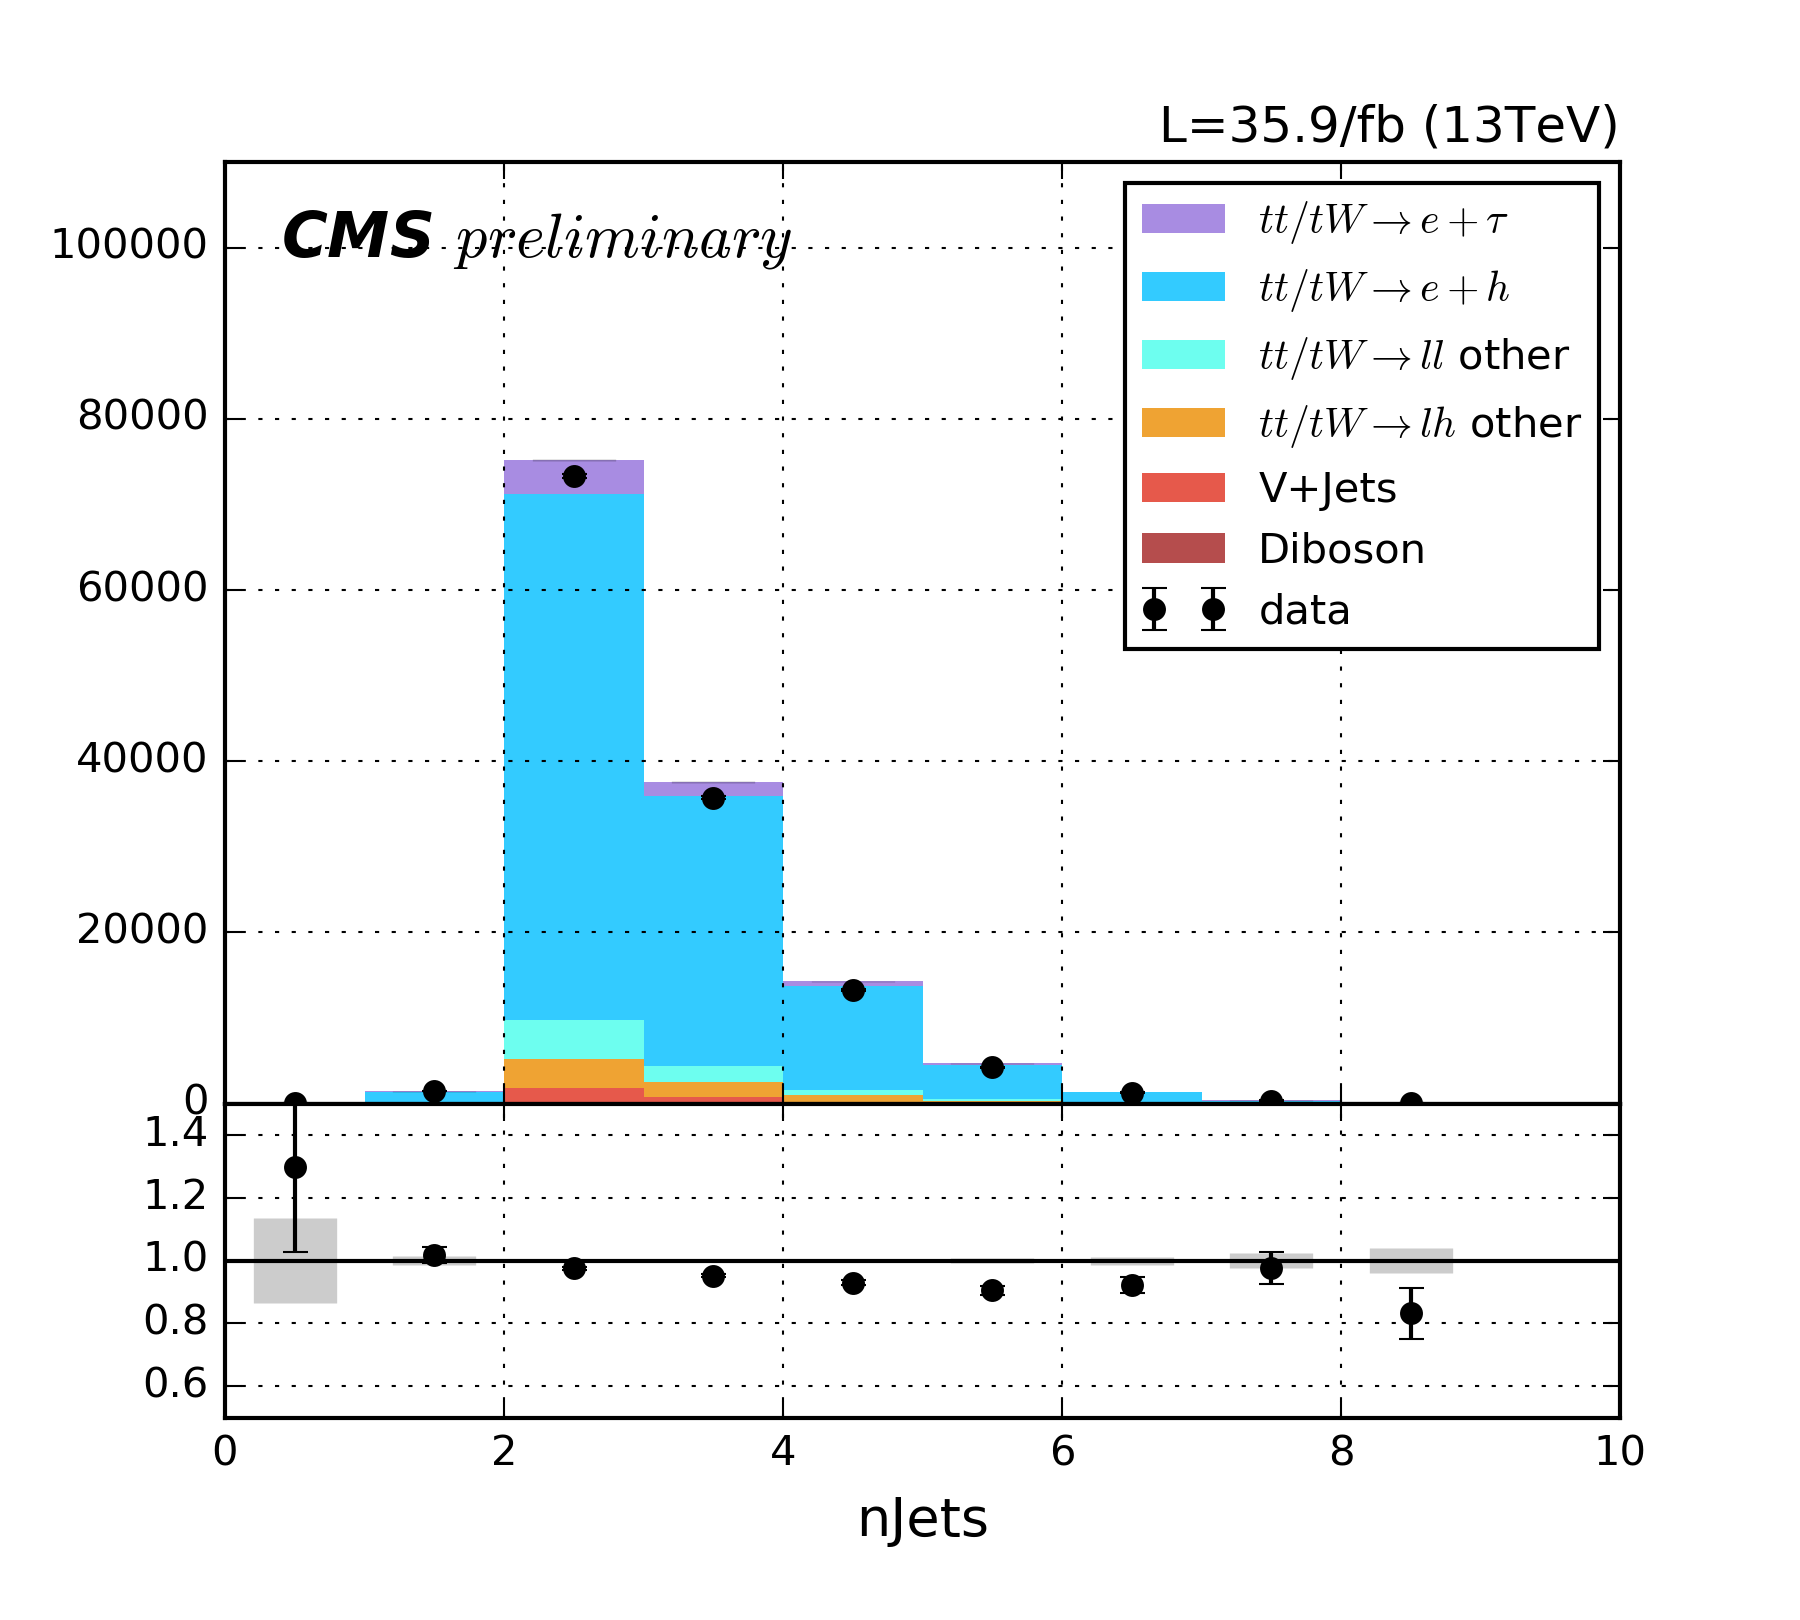 L=35.9/fb (13TeV)
CMS preliminary
tt/tW→e+τ
tt/tW→e+h
tt/tW→ll other
tt/tW→lh other
V+Jets
Diboson
data
100000
80000
60000
40000
20000
0
1.4
1.2
1.0
0.8
0.6
0 2 4 6 8 10
nJets